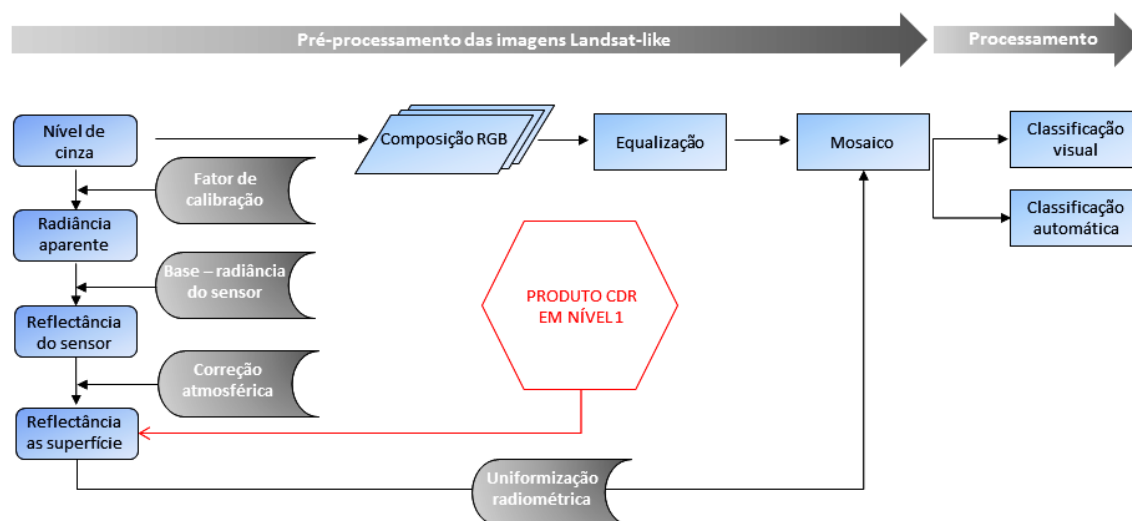 Pré-processamento das imagens Landsat-like
Processamento
Nível de
cinza
Composição RGB
Equalização
Mosaico
Classificação
visual
Fator de
calibração
Classificação
automática
Radiância
aparente
Base – radiância
do sensor
PRODUTO CDR
EM NÍVEL1
Reflectância
do sensor
Correção
atmosférica
Reflectância
as superfície
Uniformização
radiométrica